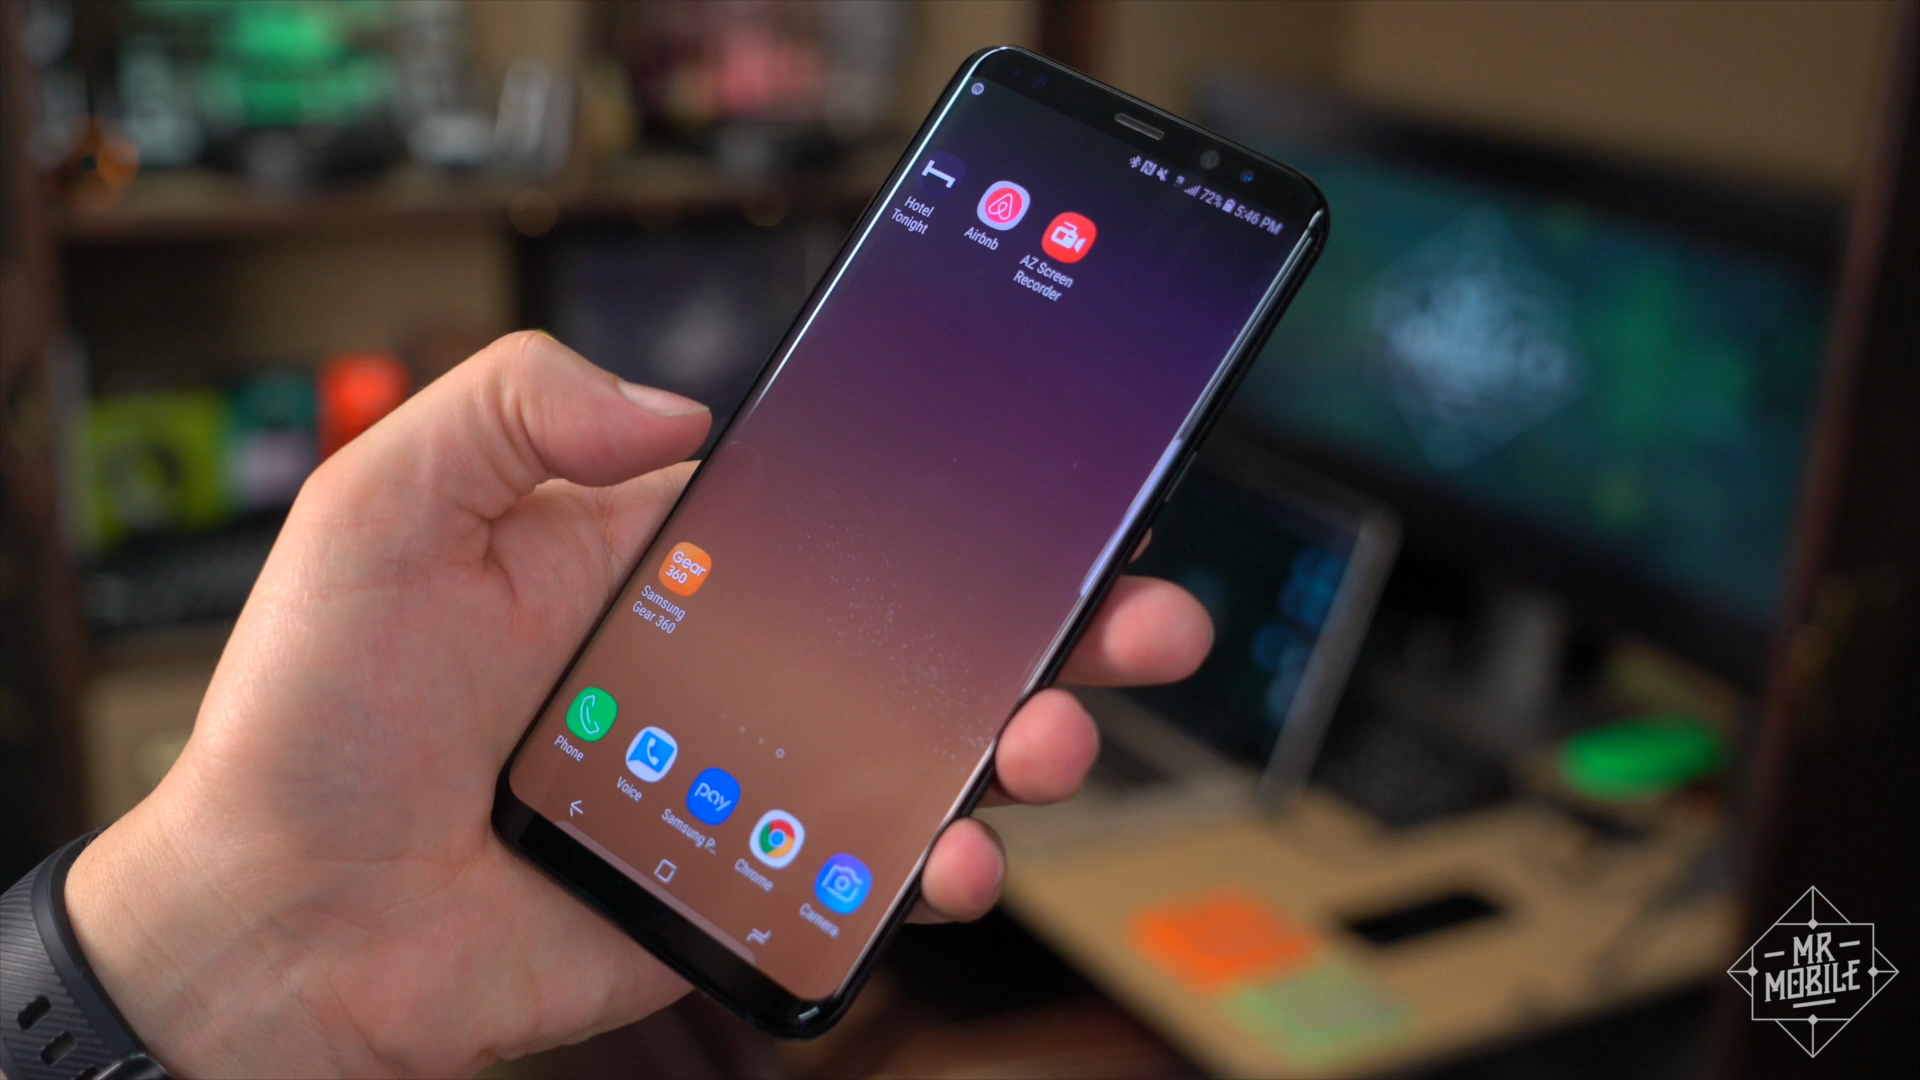 72% 5:46 PM
Hotel
Tonight
Airbnb
AZ Screen
Recorder
Gear
360
Samsung
Gear 360
Phone
Voice
pay
Samsung P...
Chrome
Camera
MR
MOBILE